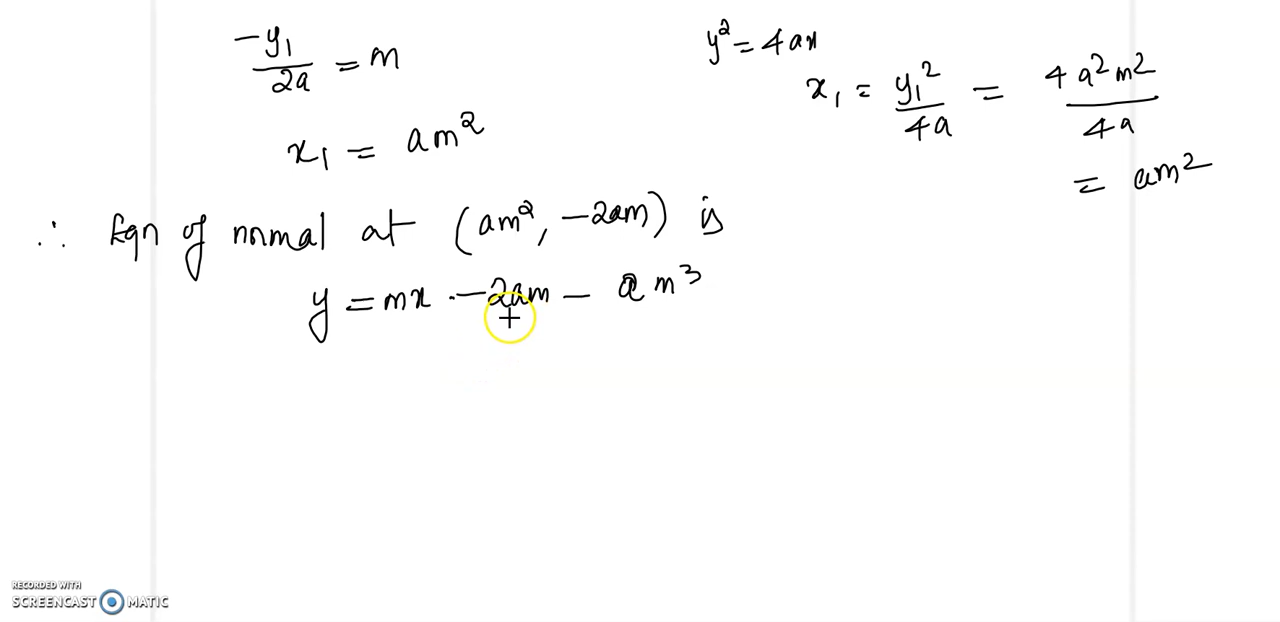 -y₁/2a = m
y² = 4ax
x₁ = y₁²/4a = 4a²m²/4a
x₁ = am²
= am²
∴ Eqn of normal at (am², -2am) is
y = mx - 2am - am³
RECORDED WITH
SCREENCAST MATIC